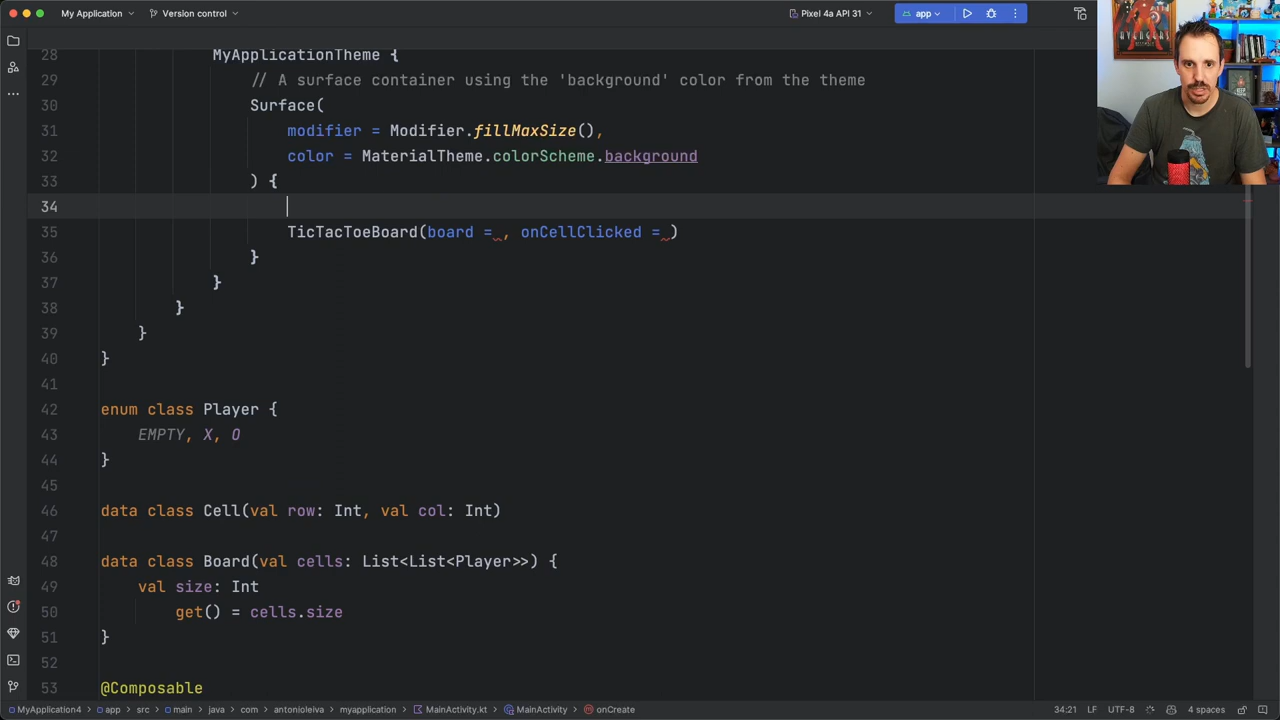 My Application
Version control
Pixel 4a API 31
app
28 MyApplicationTheme {
29 // A surface container using the 'background' color from the theme
30 Surface(
31 modifier = Modifier.fillMaxSize(),
32 color = MaterialTheme.colorScheme.background
33 ) {
34
35 TicTacToeBoard(board = , onCellClicked = )
36 }
37 }
38 }
39 }
40 }
41
42 enum class Player {
43 EMPTY, X, O
44 }
45
46 data class Cell(val row: Int, val col: Int)
47
48 data class Board(val cells: List<List<Player>>) {
49 val size: Int
50 get() = cells.size
51 }
52
53 @Composable
MyApplication4 > app > src > main > java > com > antonioleiva > myapplication > MainActivity.kt > MainActivity > onCreate
34:21 LF UTF-8 4 spaces
AVENGERS